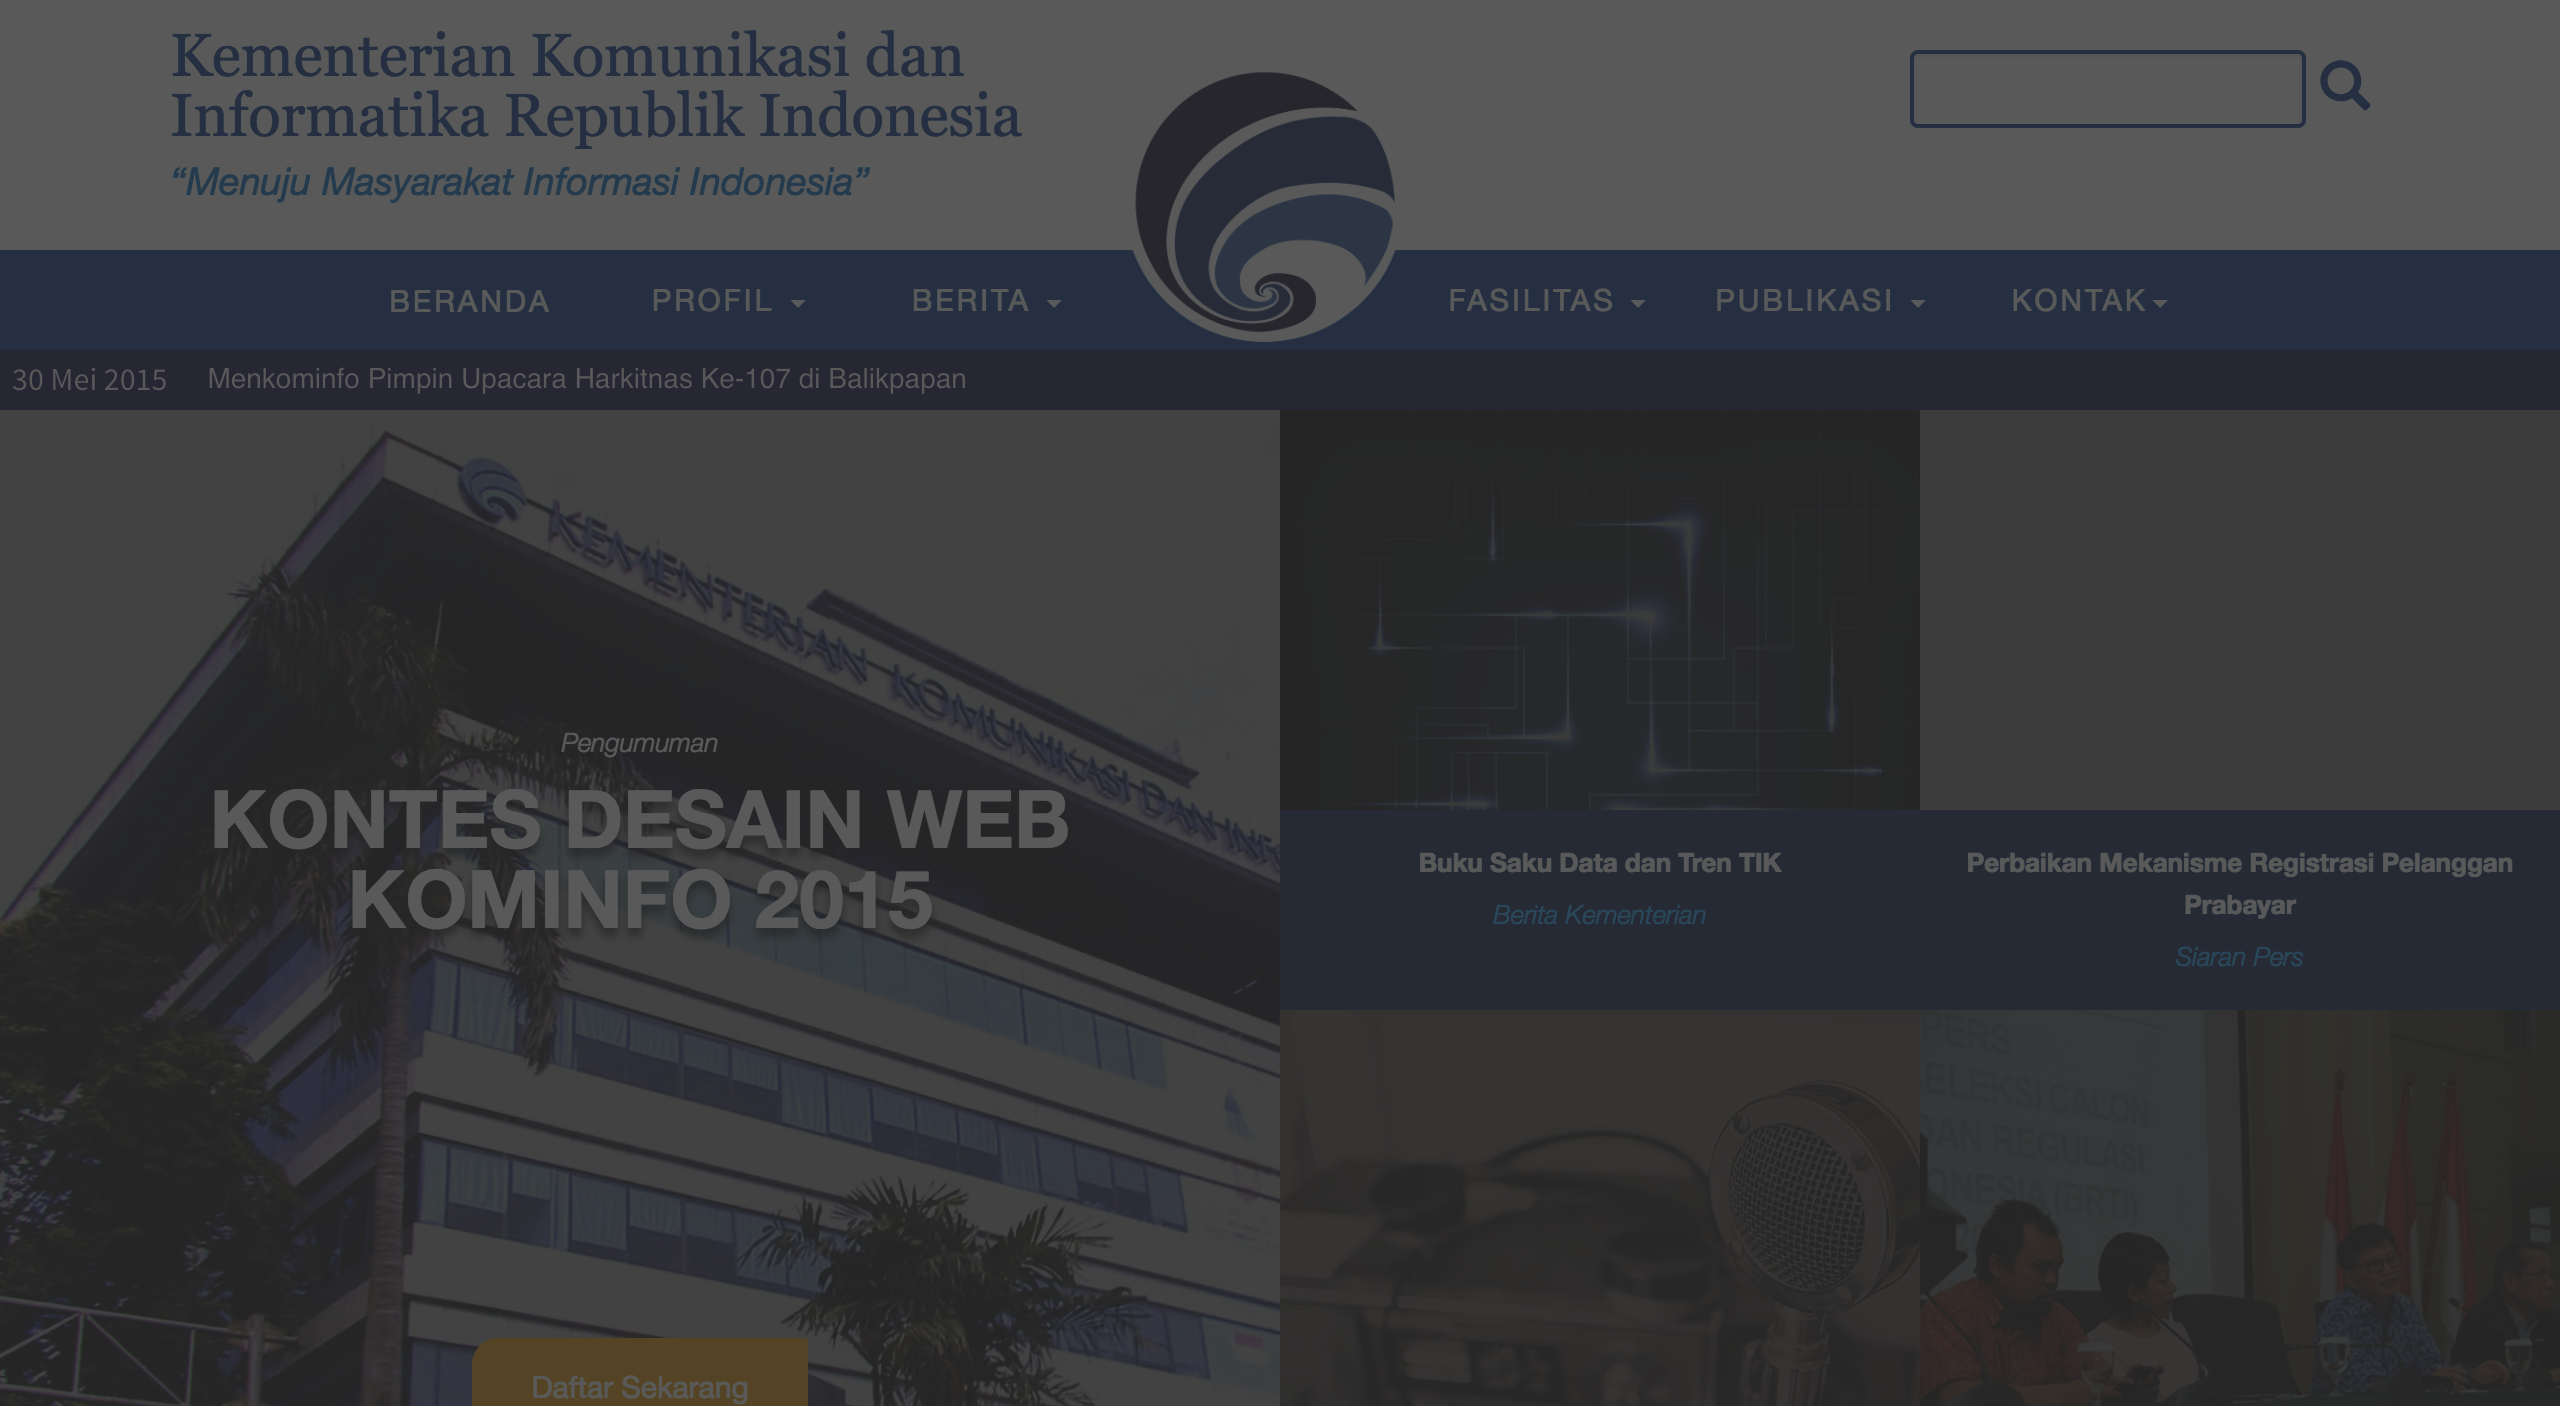 Kementerian Komunikasi dan
Informatika Republik Indonesia
“Menuju Masyarakat Informasi Indonesia”
BERANDA PROFIL BERITA FASILITAS PUBLIKASI KONTAK
30 Mei 2015 Menkominfo Pimpin Upacara Harkitnas Ke-107 di Balikpapan
KEMENTERIAN KOMUNIKASI DAN INF
Pengumuman
KONTES DESAIN WEB
KOMINFO 2015
Daftar Sekarang
Buku Saku Data dan Tren TIK
Berita Kementerian
Perbaikan Mekanisme Registrasi Pelanggan
Prabayar
Siaran Pers
PERS
ELEKSI CALON
DAN REGULASI
ONESIA (BRTI)